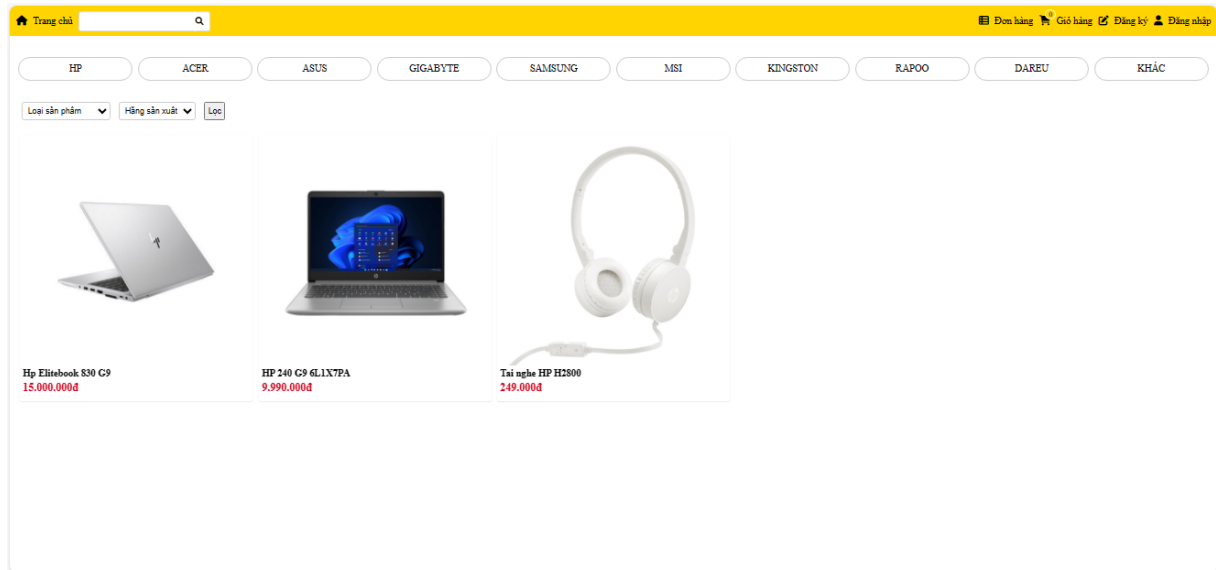 Trang chủ Đơn hàng 0 Giỏ hàng Đăng ký Đăng nhập
HP ACER ASUS GIGABYTE SAMSUNG MSI KINGSTON RAPOO DAREU KHÁC
Loại sản phẩm Hãng sản xuất Lọc
Hp Elitebook 830 G9 HP 240 G9 6L1X7PA Tai nghe HP H2800
15.000.000đ 9.990.000đ 249.000đ